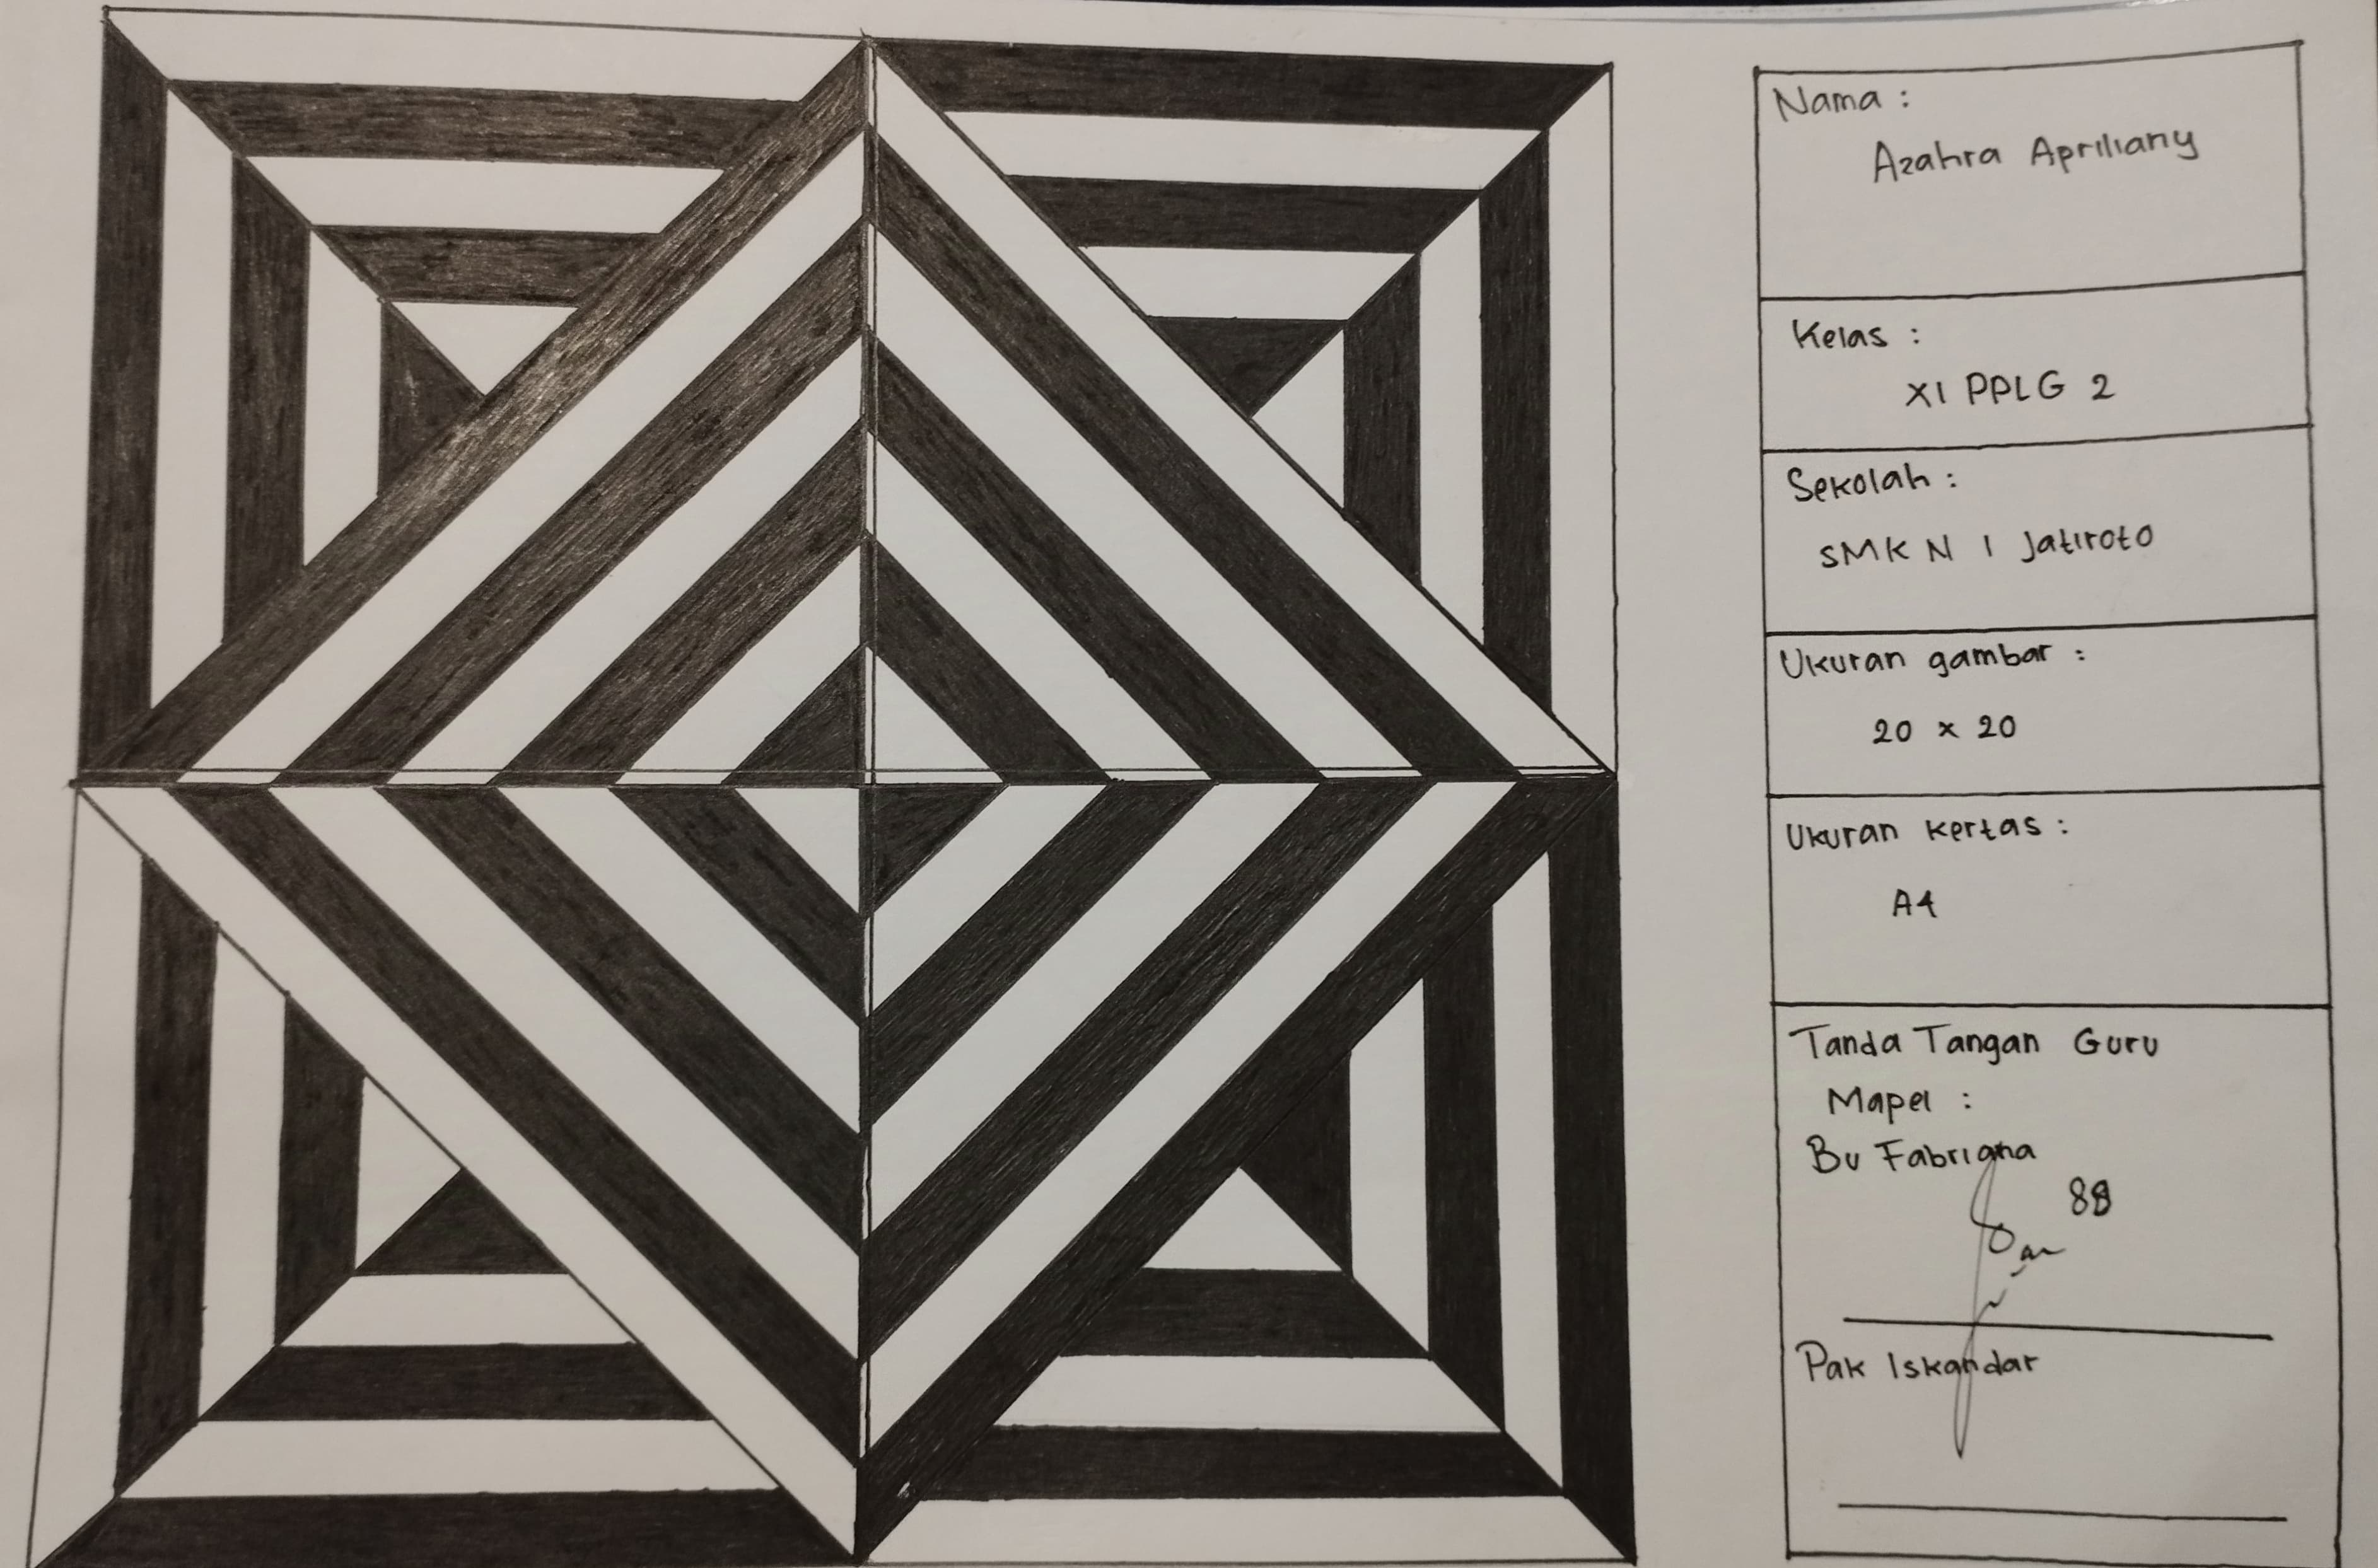 Nama :
Azahra Apriliany
Kelas :
XI PPLG 2
Sekolah :
SMK N 1 Jatiroto
Ukuran gambar :
20 x 20
Ukuran kertas :
A4
Tanda Tangan Guru
Mapel :
Bu Fabriana
88
Pak Iskandar